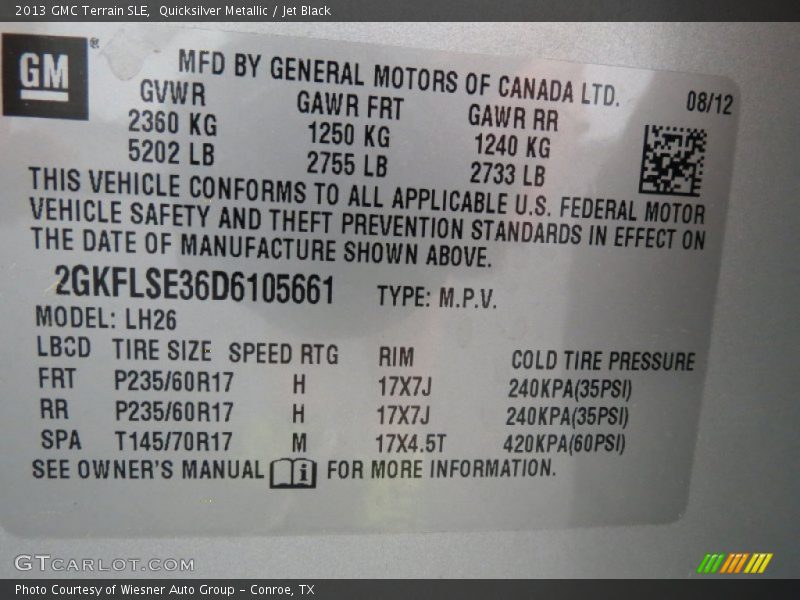 2013 GMC Terrain SLE, Quicksilver Metallic / Jet Black
GM ®
MFD BY GENERAL MOTORS OF CANADA LTD.
GVWR GAWR FRT GAWR RR 08/12
2360 KG 1250 KG 1240 KG
5202 LB 2755 LB 2733 LB
THIS VEHICLE CONFORMS TO ALL APPLICABLE U.S. FEDERAL MOTOR
VEHICLE SAFETY AND THEFT PREVENTION STANDARDS IN EFFECT ON
THE DATE OF MANUFACTURE SHOWN ABOVE.
2GKFLSE36D6105661 TYPE: M.P.V.
MODEL: LH26
LBCD TIRE SIZE SPEED RTG RIM COLD TIRE PRESSURE
FRT P235/60R17 H 17X7J 240KPA(35PSI)
RR P235/60R17 H 17X7J 240KPA(35PSI)
SPA T145/70R17 M 17X4.5T 420KPA(60PSI)
SEE OWNER'S MANUAL i FOR MORE INFORMATION.
GTCARLOT.COM
Photo Courtesy of Wiesner Auto Group - Conroe, TX